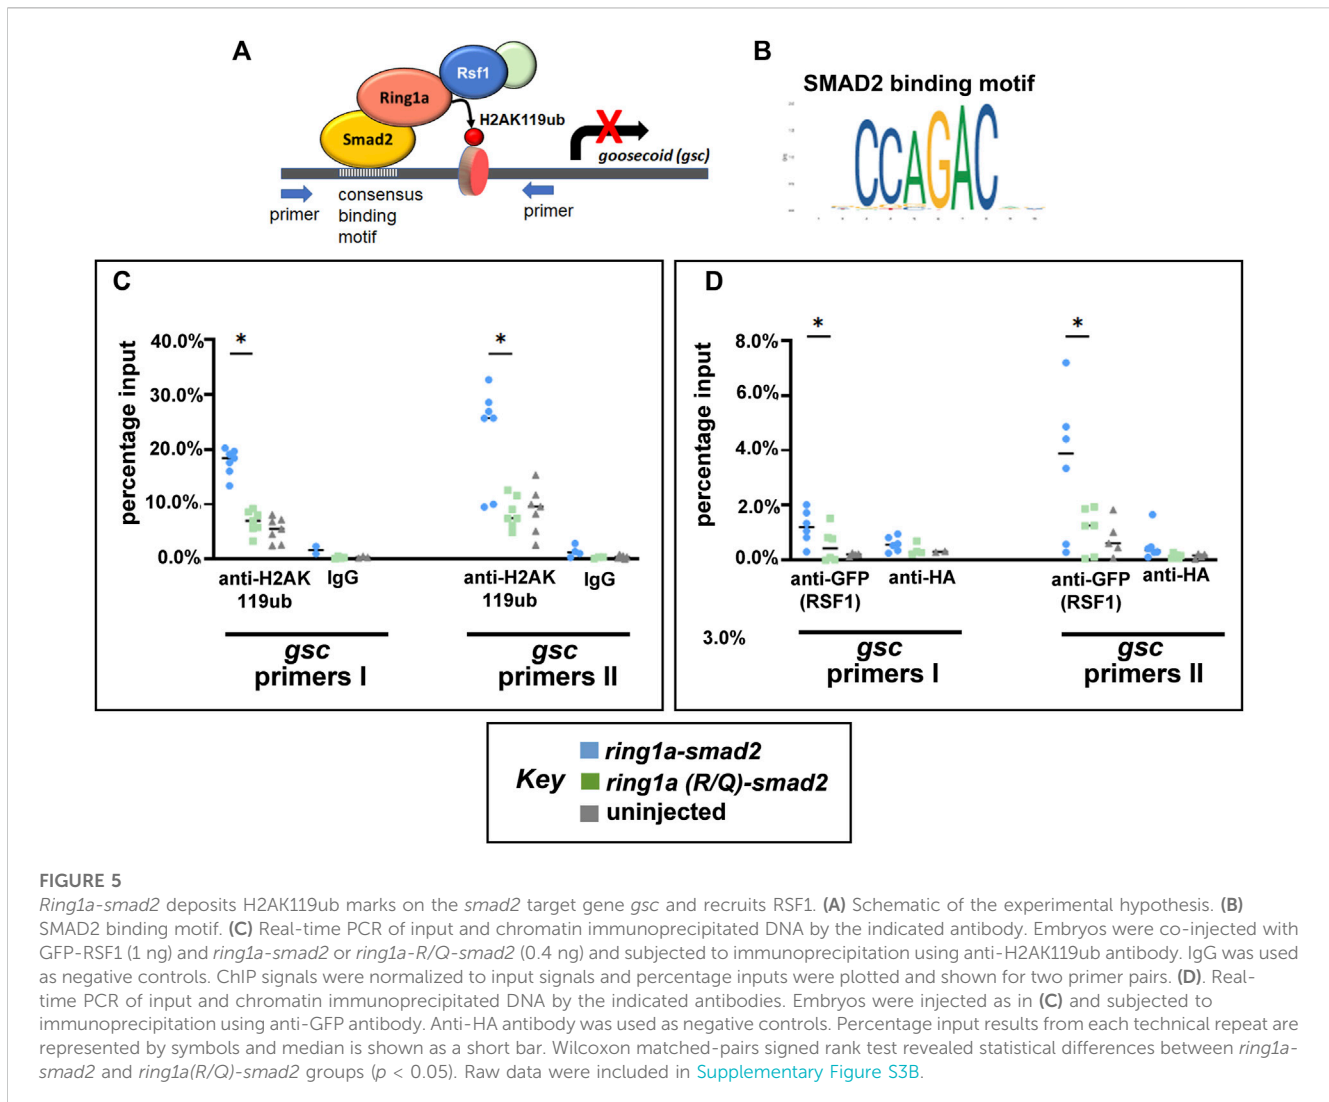 A
Rsf1
Ring1a
H2AK119ub
Smad2
X
goosecoid (gsc)
primer
consensus
binding
motif
primer
B
SMAD2 binding motif
CCAGAC
C
percentage input
40.0%
30.0%
20.0%
10.0%
0.0%
*
*
anti-H2AK
119ub
IgG
anti-H2AK
119ub
IgG
gsc
primers I
gsc
primers II
D
percentage input
8.0%
6.0%
4.0%
2.0%
0.0%
*
*
anti-GFP
(RSF1)
anti-HA
anti-GFP
(RSF1)
anti-HA
3.0%
gsc
primers I
gsc
primers II
Key
ring1a-smad2
ring1a (R/Q)-smad2
uninjected
FIGURE 5
Ring1a-smad2 deposits H2AK119ub marks on the smad2 target gene gsc and recruits RSF1. (A) Schematic of the experimental hypothesis. (B)
SMAD2 binding motif. (C) Real-time PCR of input and chromatin immunoprecipitated DNA by the indicated antibody. Embryos were co-injected with
GFP-RSF1 (1 ng) and ring1a-smad2 or ring1a-R/Q-smad2 (0.4 ng) and subjected to immunoprecipitation using anti-H2AK119ub antibody. IgG was used
as negative controls. ChIP signals were normalized to input signals and percentage inputs were plotted and shown for two primer pairs. (D). Real-
time PCR of input and chromatin immunoprecipitated DNA by the indicated antibodies. Embryos were injected as in (C) and subjected to
immunoprecipitation using anti-GFP antibody. Anti-HA antibody was used as negative controls. Percentage input results from each technical repeat are
represented by symbols and median is shown as a short bar. Wilcoxon matched-pairs signed rank test revealed statistical differences between ring1a-
smad2 and ring1a(R/Q)-smad2 groups (p < 0.05). Raw data were included in Supplementary Figure S3B.